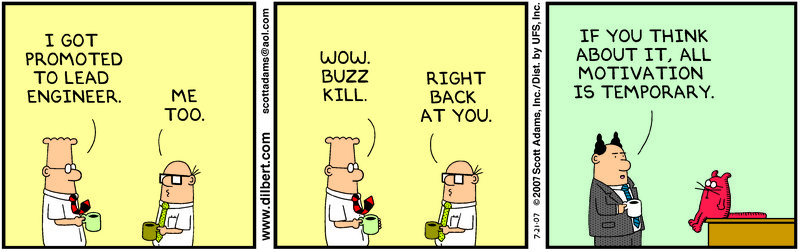 I GOT
PROMOTED
TO LEAD
ENGINEER.
ME
TOO.
scottadams@aol.com
www.dilbert.com
WOW.
BUZZ
KILL.
RIGHT
BACK
AT YOU.
7-21-07 © 2007 Scott Adams, Inc./Dist. by UFS, Inc.
IF YOU THINK
ABOUT IT, ALL
MOTIVATION
IS TEMPORARY.